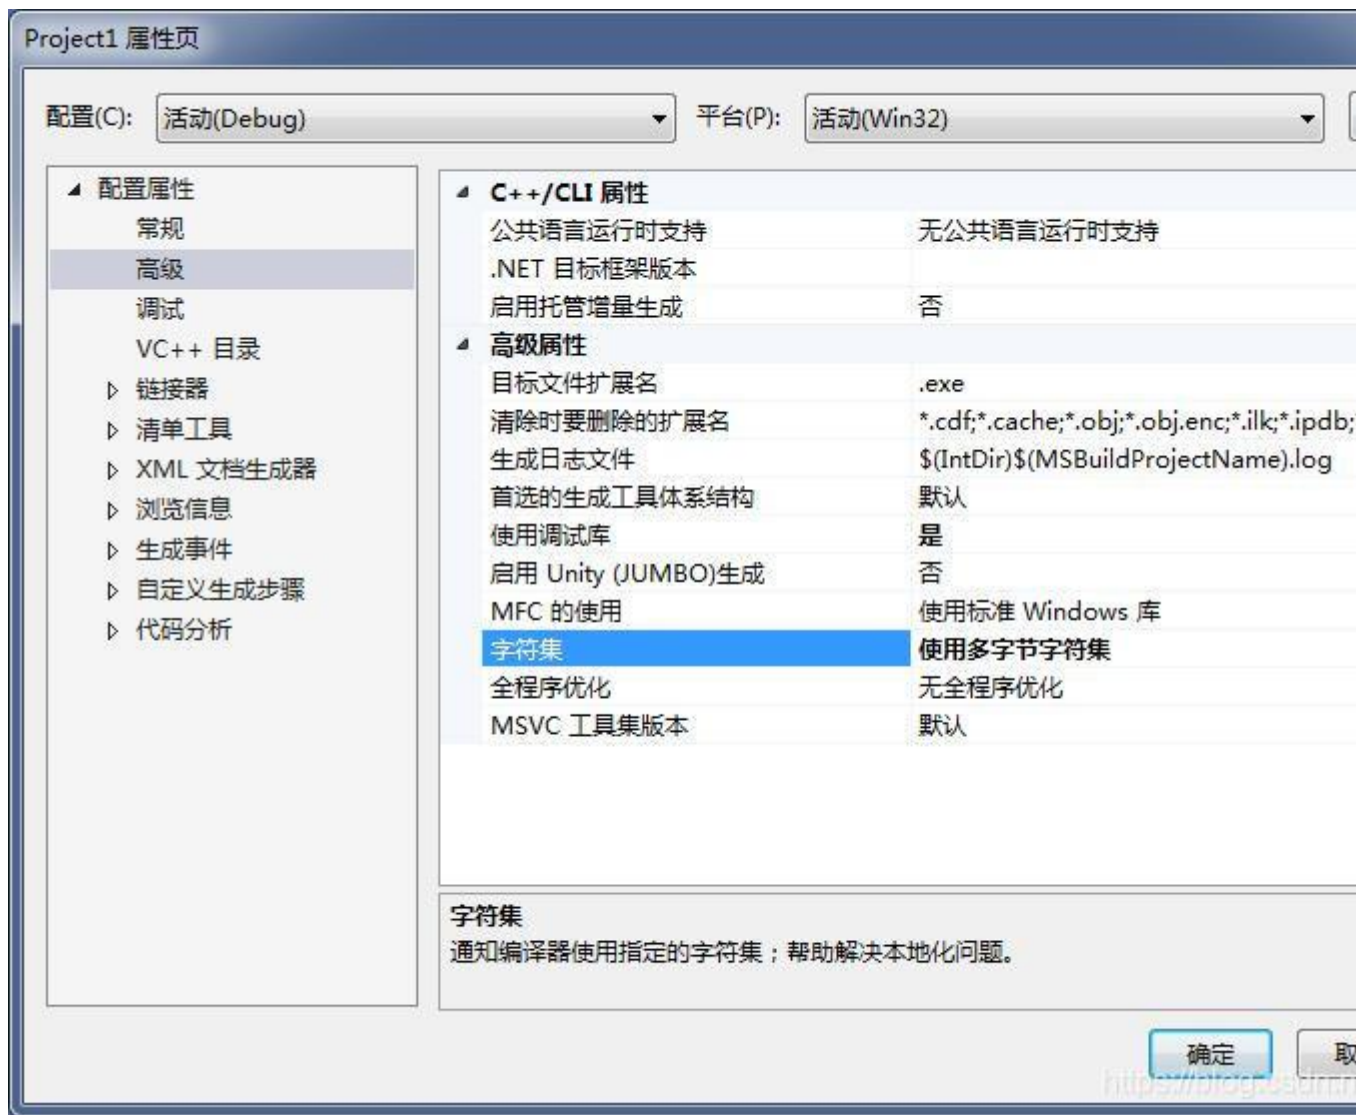 Project1 属性页
配置(C): 活动(Debug) 平台(P): 活动(Win32)
配置属性
常规
高级
调试
VC++ 目录
链接器
清单工具
XML 文档生成器
浏览信息
生成事件
自定义生成步骤
代码分析
C++/CLI 属性
公共语言运行时支持 无公共语言运行时支持
.NET 目标框架版本
启用托管增量生成 否
高级属性
目标文件扩展名 .exe
清除时要删除的扩展名 *.cdf;*.cache;*.obj;*.obj.enc;*.ilk;*.ipdb;
生成日志文件 $(IntDir)$(MSBuildProjectName).log
首选的生成工具体系结构 默认
使用调试库 是
启用 Unity (JUMBO)生成 否
MFC 的使用 使用标准 Windows 库
字符集 使用多字节字符集
全程序优化 无全程序优化
MSVC 工具集版本 默认
字符集
通知编译器使用指定的字符集；帮助解决本地化问题。
确定 取
https://blog.csdn.n